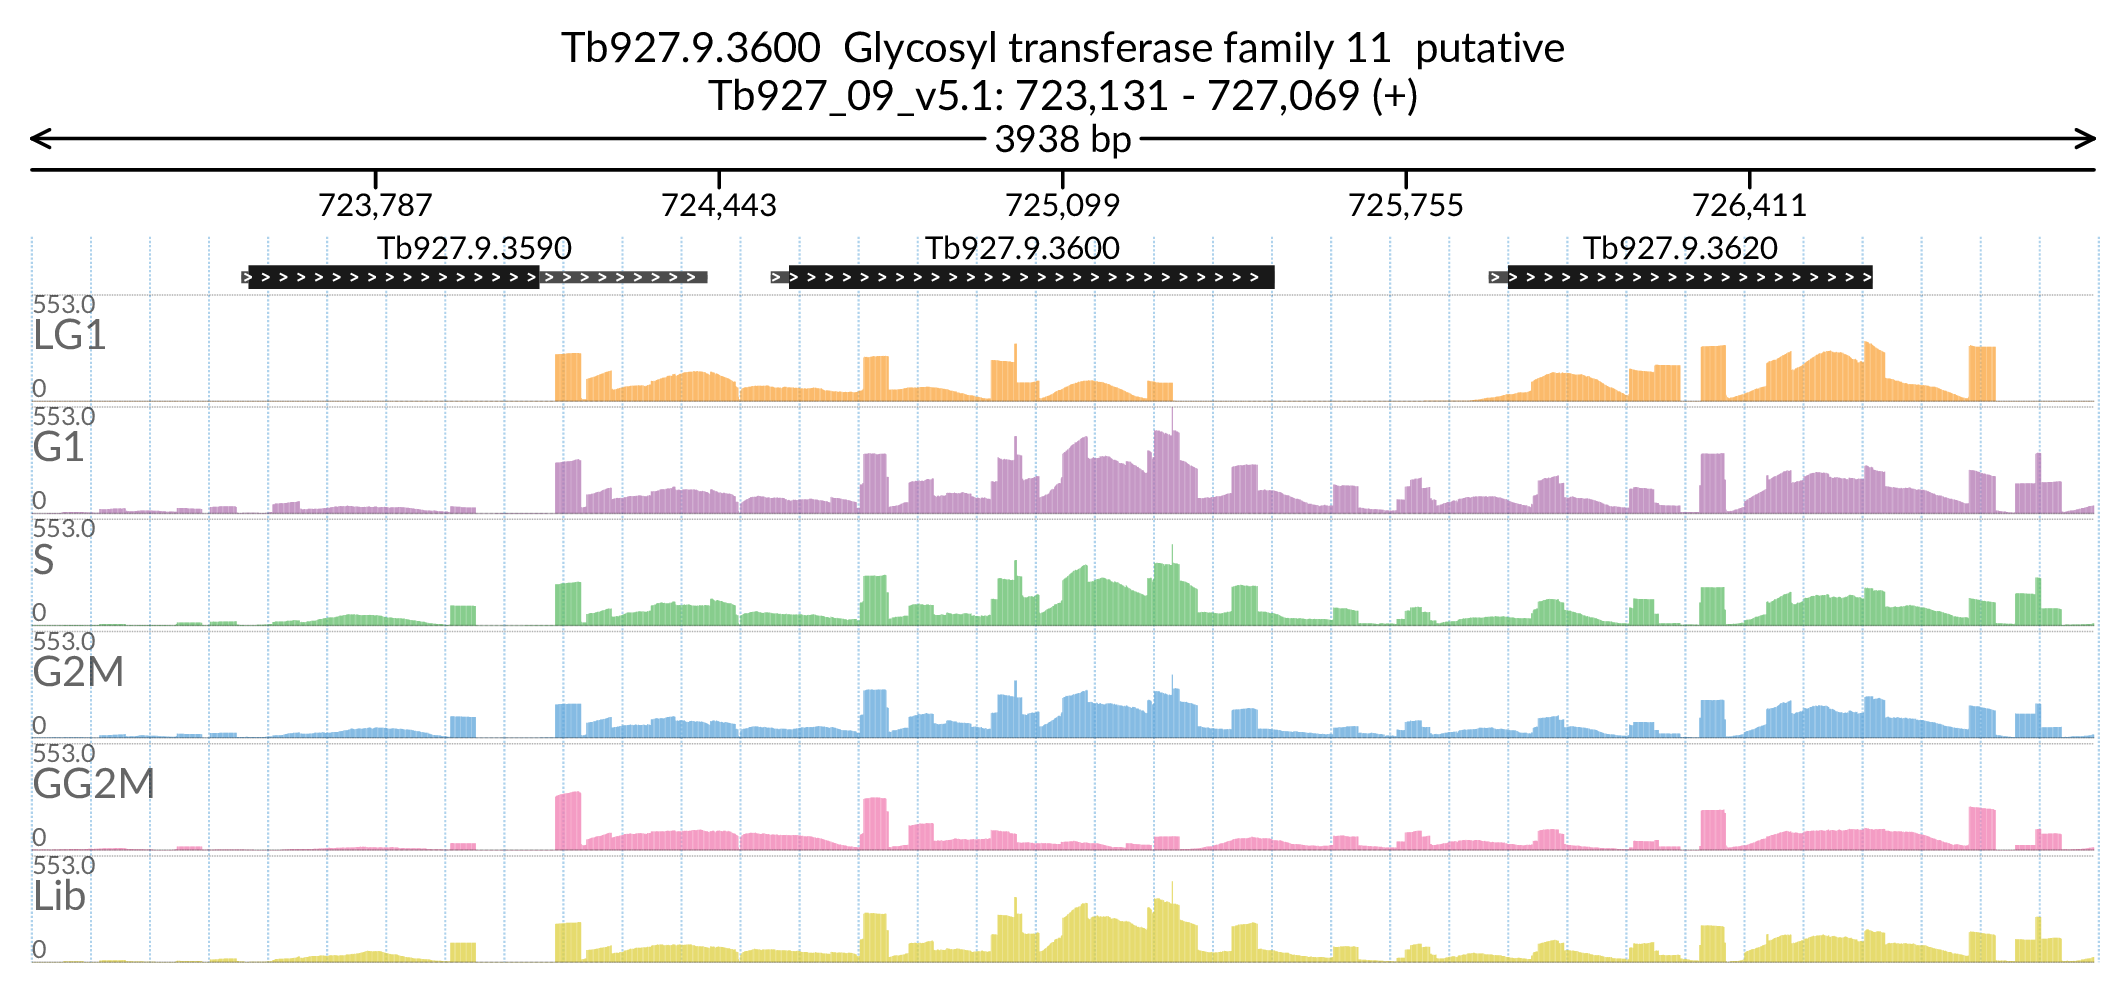 Tb927.9.3600 Glycosyl transferase family 11 putative
Tb927_09_v5.1: 723,131 - 727,069 (+)
3938 bp
723,787 724,443 725,099 725,755 726,411
Tb927.9.3590 Tb927.9.3600 Tb927.9.3620
553.0
LG1
0
553.0
G1
0
553.0
S
0
553.0
G2M
0
553.0
GG2M
0
553.0
Lib
0